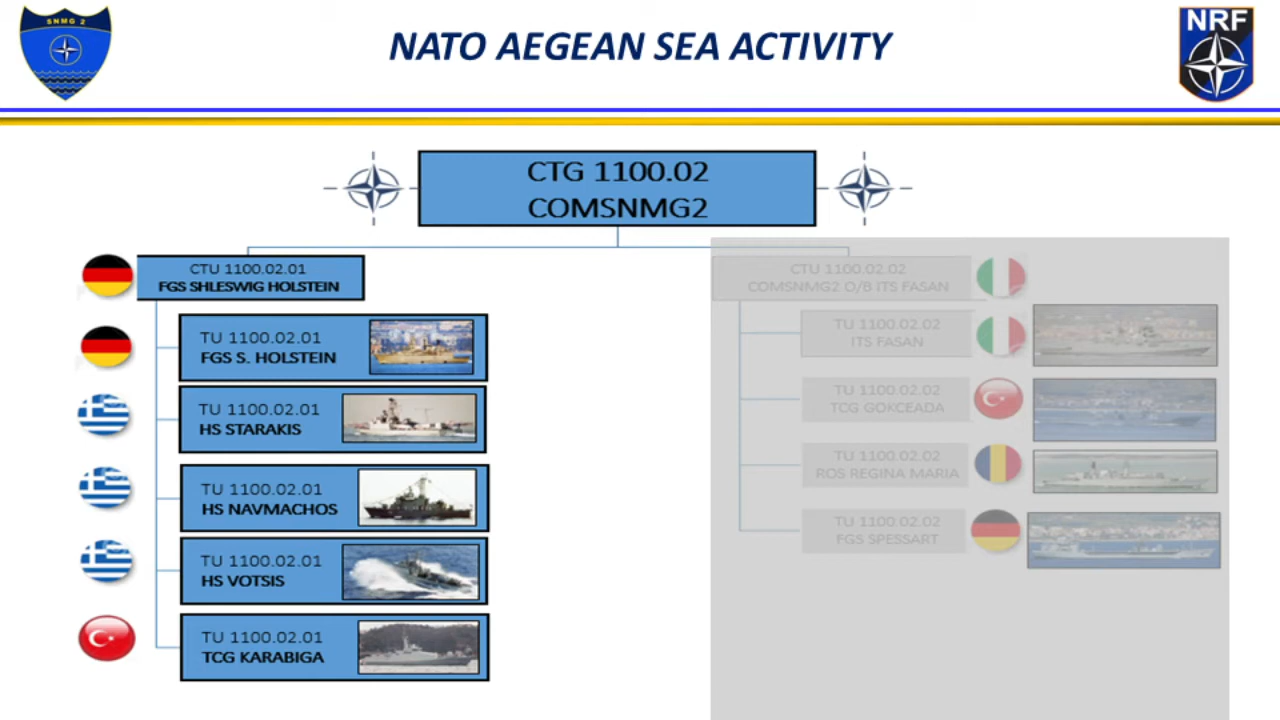 SNMG 2
NATO AEGEAN SEA ACTIVITY
NRF
CTG 1100.02
COMSNMG2
CTU 1100.02.01
FGS SHLESWIG HOLSTEIN
TU 1100.02.01
FGS S. HOLSTEIN
TU 1100.02.01
HS STARAKIS
TU 1100.02.01
HS NAVMACHOS
TU 1100.02.01
HS VOTSIS
TU 1100.02.01
TCG KARABIGA
CTU 1100.02.02
COMSNMG2 O/B ITS FASAN
TU 1100.02.02
ITS FASAN
TU 1100.02.02
TCG GOKCEADA
TU 1100.02.02
ROS REGINA MARIA
TU 1100.02.02
FGS SPESSART